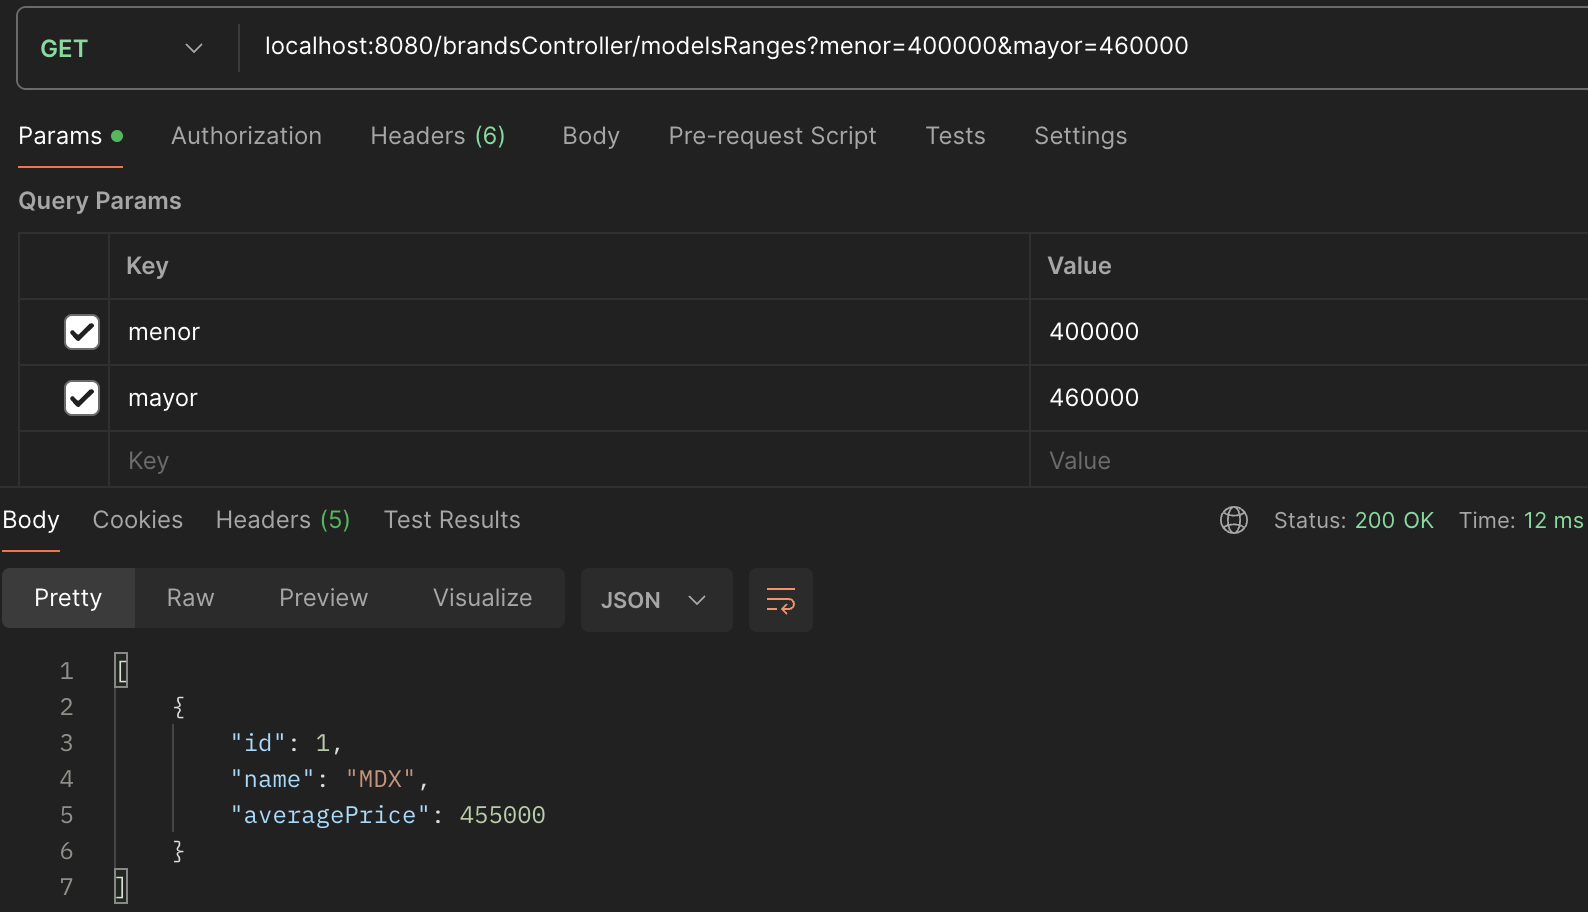 GET localhost:8080/brandsController/modelsRanges?menor=400000&mayor=460000
Params Authorization Headers (6) Body Pre-request Script Tests Settings
Query Params
Key Value
menor 400000
mayor 460000
Key Value
Body Cookies Headers (5) Test Results Status: 200 OK Time: 12 ms
Pretty Raw Preview Visualize JSON
1 [
2 {
3 "id": 1,
4 "name": "MDX",
5 "averagePrice": 455000
6 }
7 ]